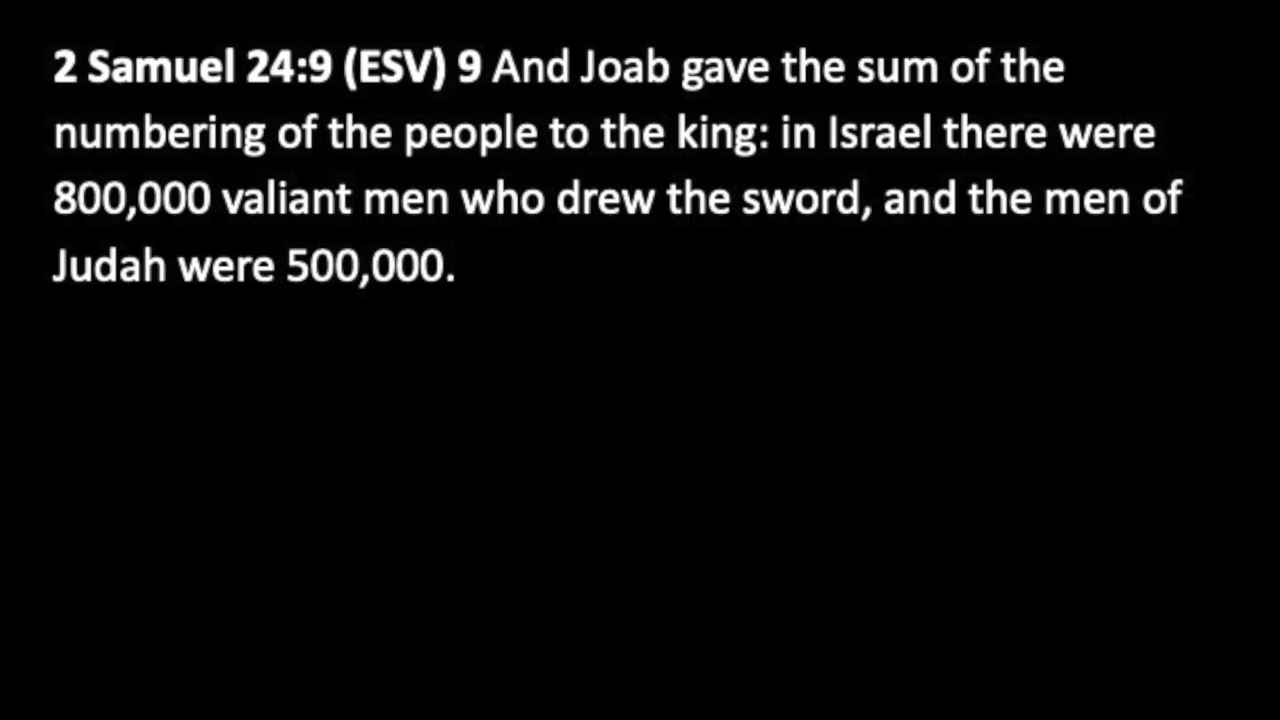 2 Samuel 24:9 (ESV) 9 And Joab gave the sum of the
numbering of the people to the king: in Israel there were
800,000 valiant men who drew the sword, and the men of
Judah were 500,000.